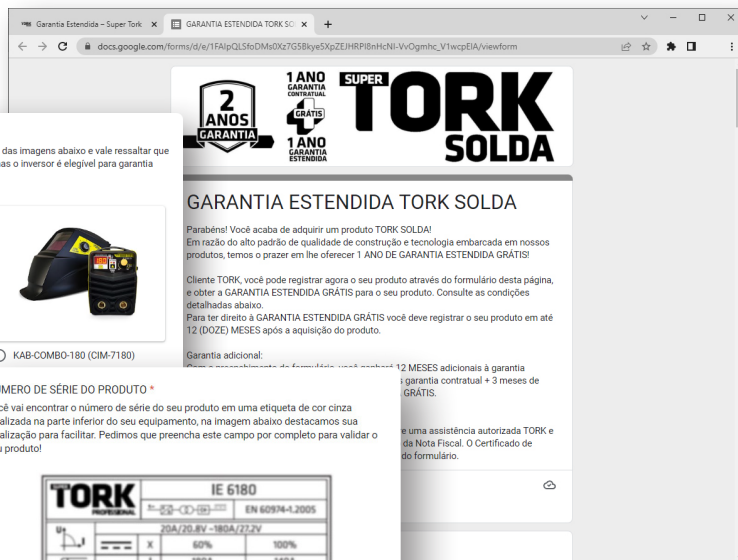 Garantia Estendida – Super Tork
GARANTIA ESTENDIDA TORK SO
docs.google.com/forms/d/e/1FAIpQLSfoDMs0Xz7G5Bkye5XpZEJHRPI8nHcNI-VvOgmhc_V1wcpEIA/viewform
2
ANOS
GARANTIA
1 ANO
GARANTIA
CONTRATUAL
GRÁTIS
1 ANO
GARANTIA
ESTENDIDA
SUPER
TORK
SOLDA
GARANTIA ESTENDIDA TORK SOLDA
Parabéns! Você acaba de adquirir um produto TORK SOLDA!
Em razão do alto padrão de qualidade de construção e tecnologia embarcada em nossos
produtos, temos o prazer em lhe oferecer 1 ANO DE GARANTIA ESTENDIDA GRÁTIS!
Cliente TORK, você pode registrar agora o seu produto através do formulário desta página,
e obter a GARANTIA ESTENDIDA GRÁTIS para o seu produto. Consulte as condições
detalhadas abaixo.
Para ter direito à GARANTIA ESTENDIDA GRÁTIS você deve registrar o seu produto em até
12 (DOZE) MESES após a aquisição do produto.
Garantia adicional:
12 MESES adicionais à garantia
garantia contratual + 3 meses de
GRÁTIS.
uma assistência autorizada TORK e
da Nota Fiscal. O Certificado de
do formulário.
das imagens abaixo e vale ressaltar que
as o inversor é elegível para garantia
KAB-COMBO-180 (CIM-7180)
MERO DE SÉRIE DO PRODUTO *
cê vai encontrar o número de série do seu produto em uma etiqueta de cor cinza
alizada na parte inferior do seu equipamento, na imagem abaixo destacamos sua
alização para facilitar. Pedimos que preencha este campo por completo para validar o
u produto!
SUPER
TORK
PROFESSIONAL
IE 6180
EN 60974-1.2005
20A/20.8V -180A/27.2V
X 60% 100%